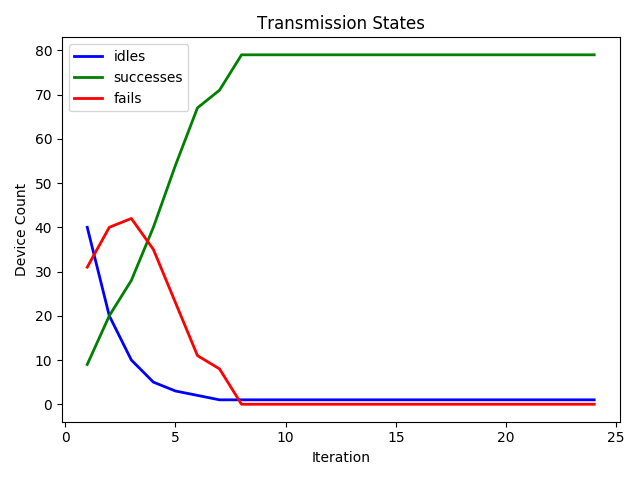 Transmission States
idles
successes
fails
Device Count
80
70
60
50
40
30
20
10
0
0 5 10 15 20 25
Iteration